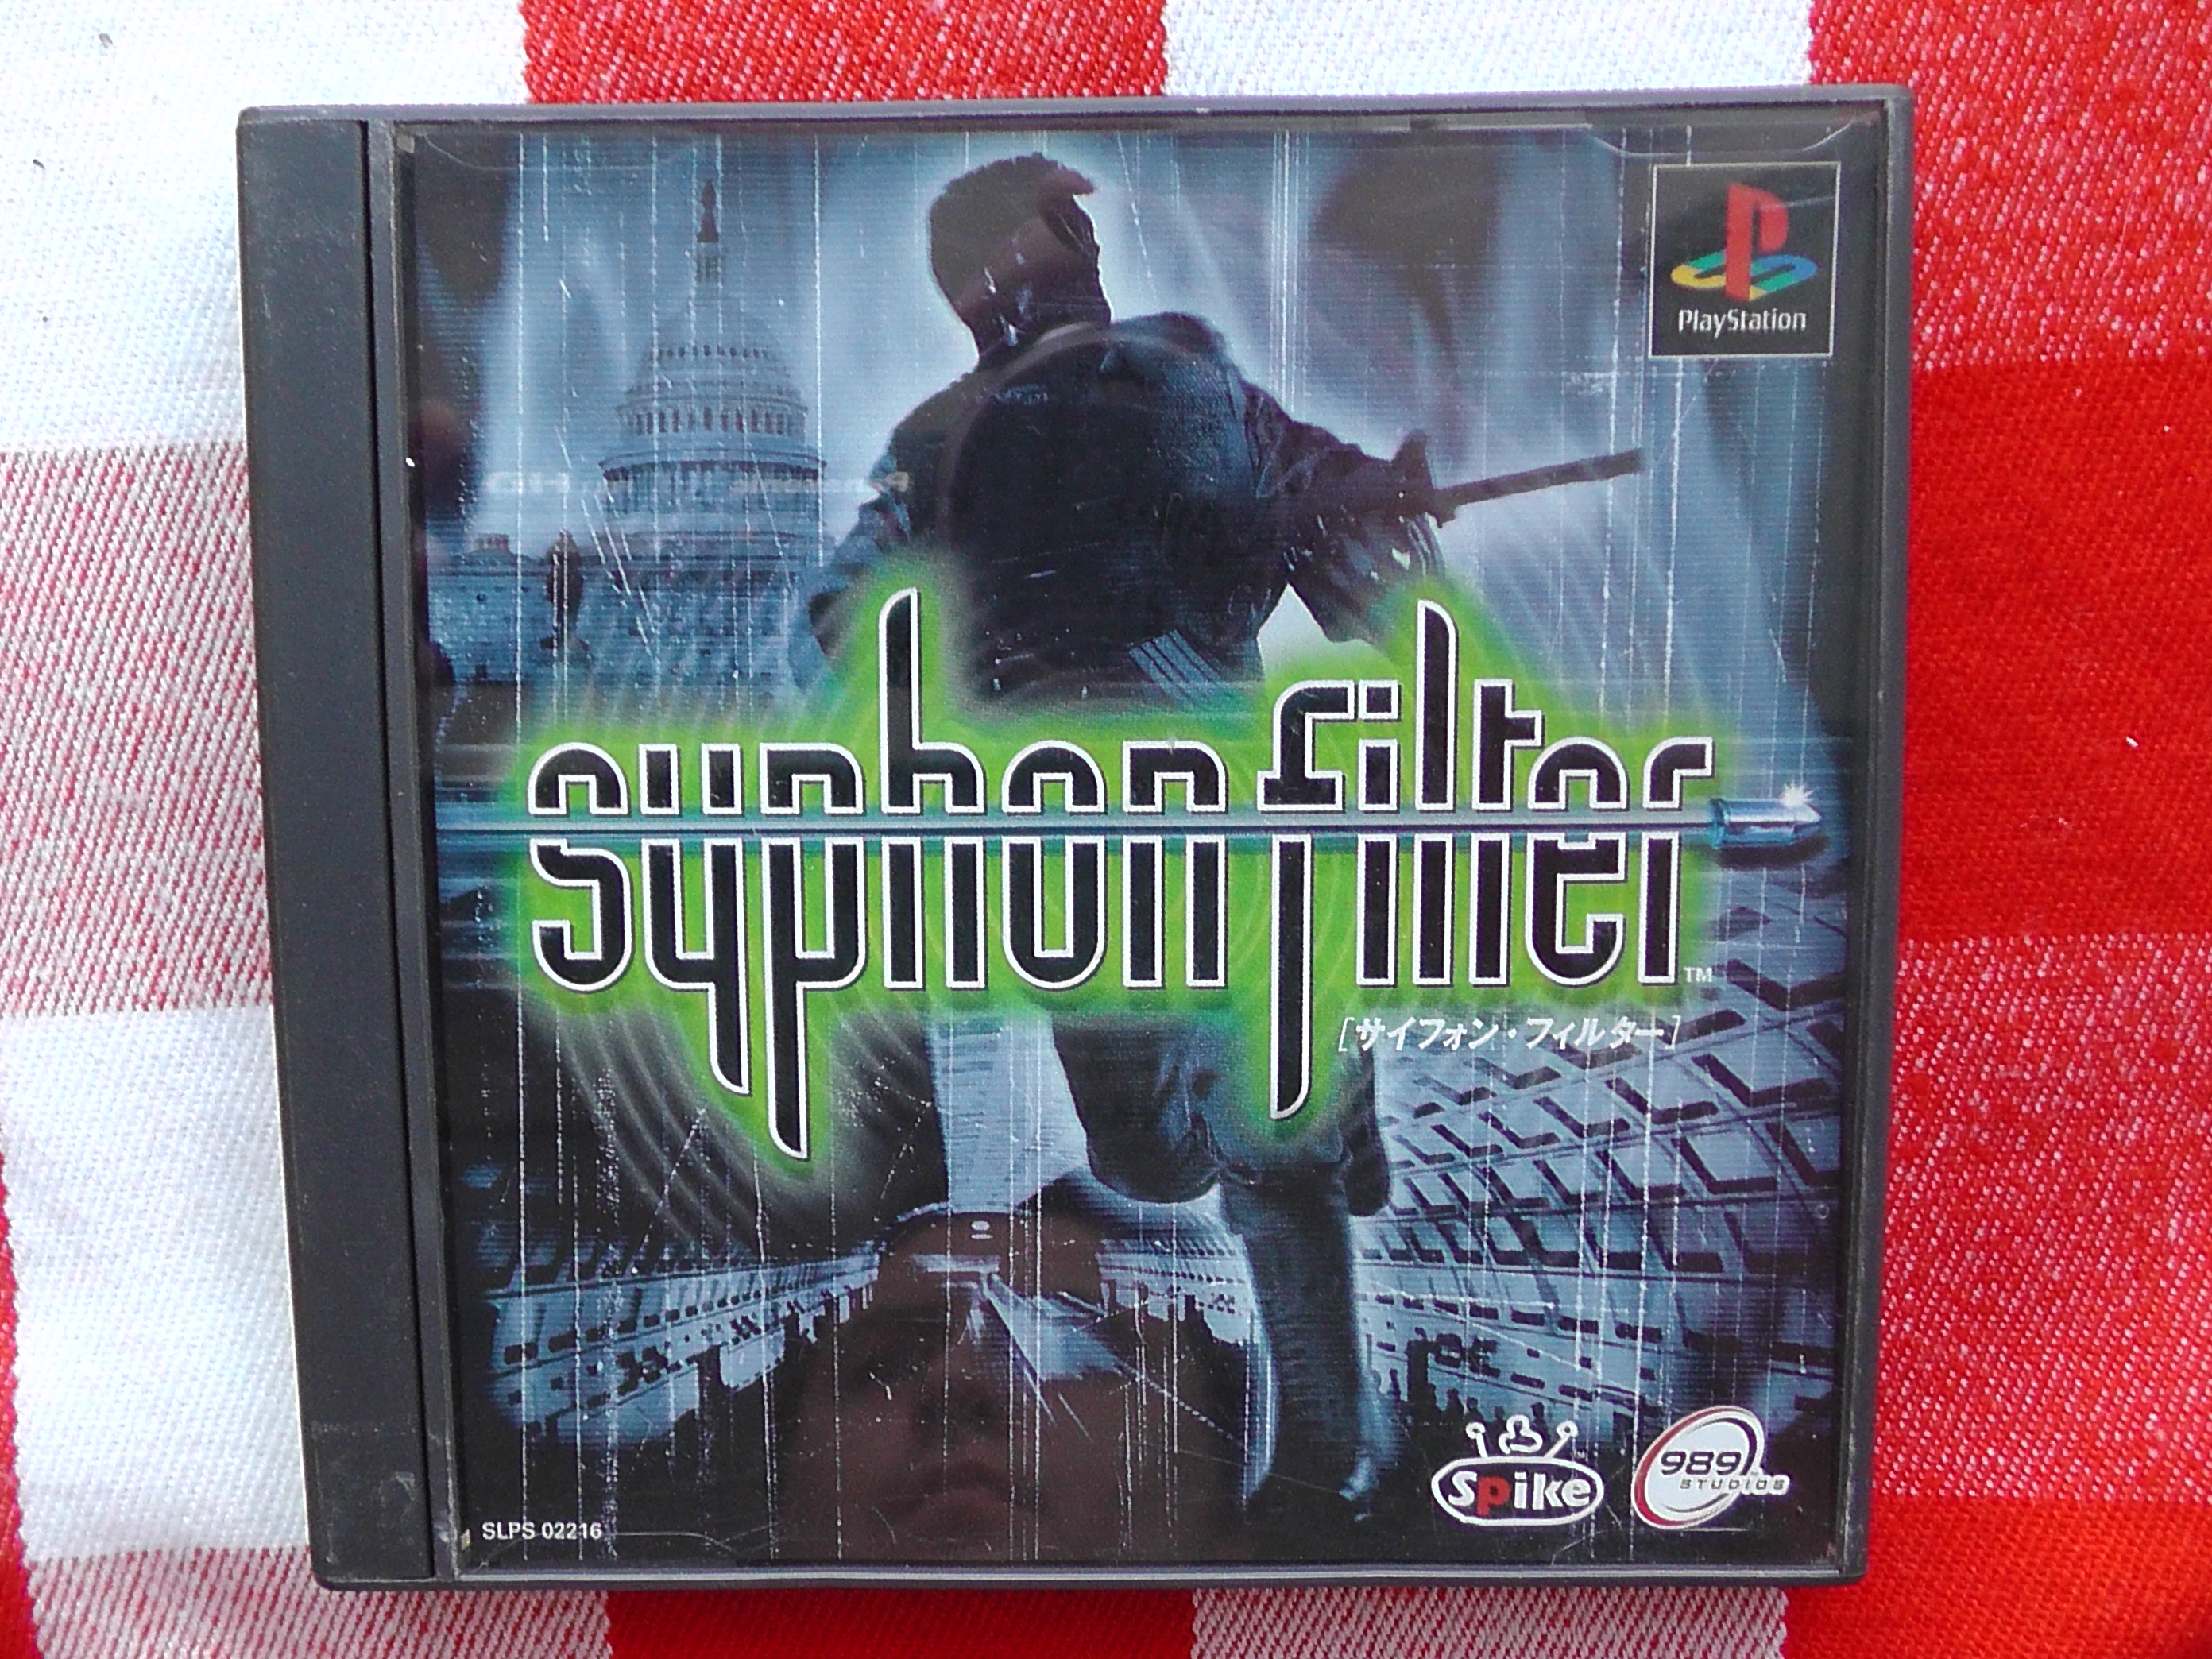 PlayStation
syphon filter
TM
[サイフォン・フィルター]
Spike
989
STUDIOS
SLPS 02216